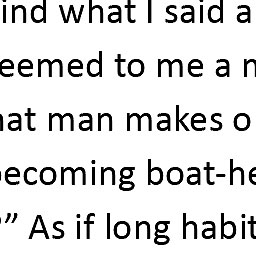 ind what I said a
eemed to me a
hat man makes o
becoming boat-he
” As if long habit